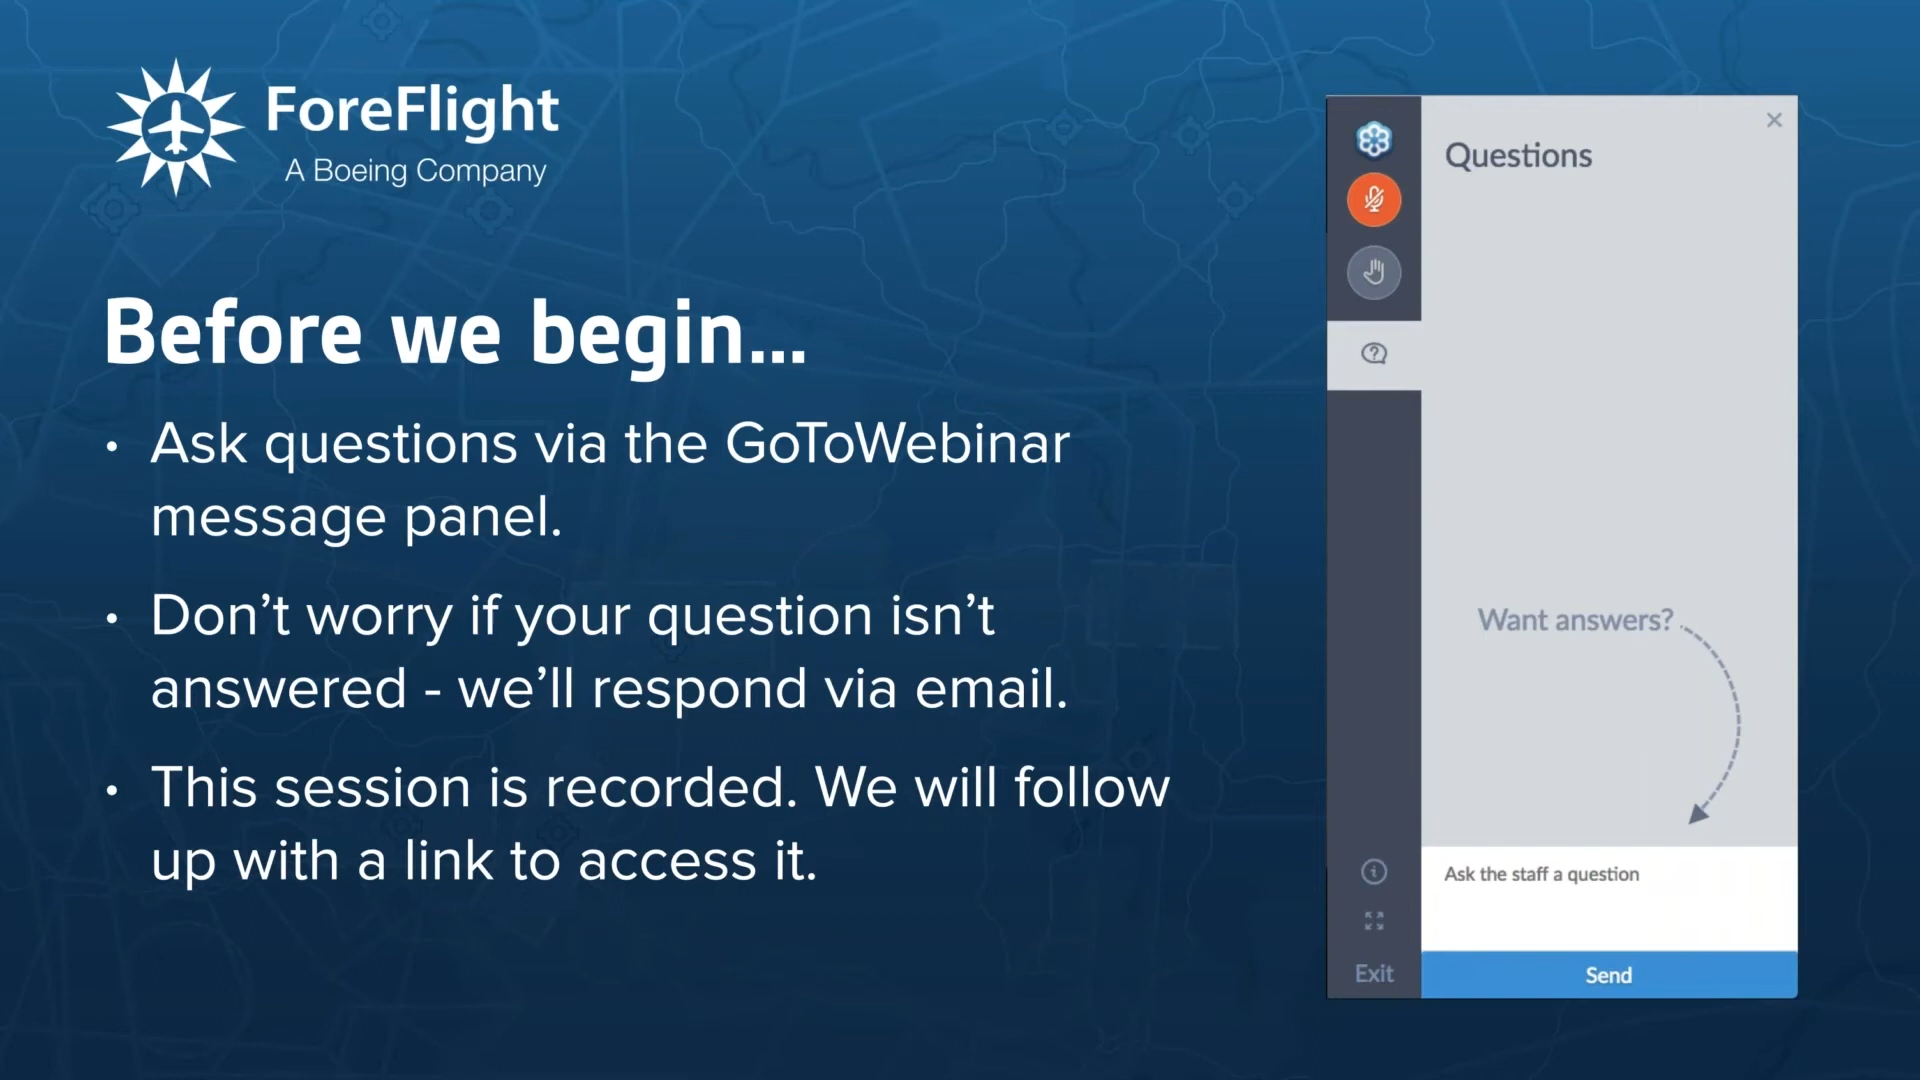 ForeFlight
A Boeing Company
Before we begin...
• Ask questions via the GoToWebinar
message panel.
• Don’t worry if your question isn’t
answered - we’ll respond via email.
• This session is recorded. We will follow
up with a link to access it.
Questions
Want answers?
Ask the staff a question
Exit
Send